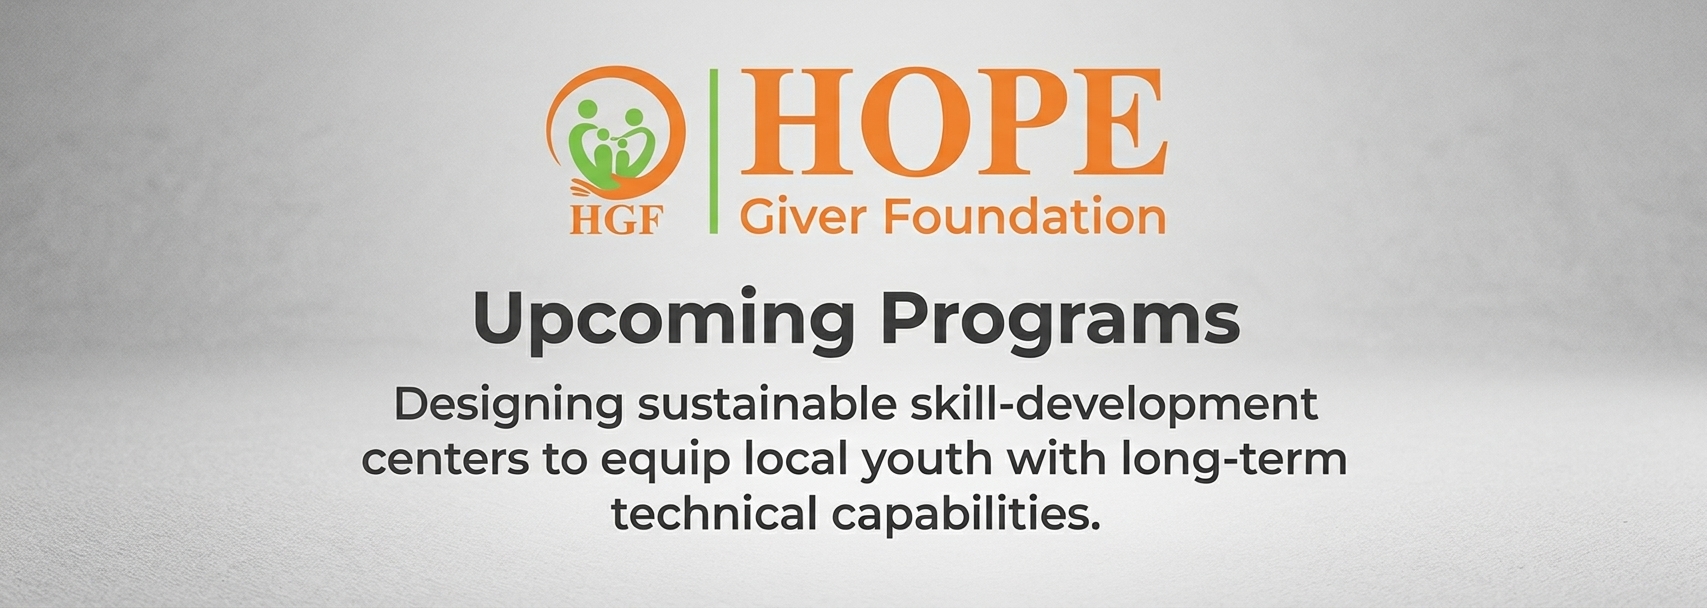 HGF
HOPE
Giver Foundation
Upcoming Programs
Designing sustainable skill-development
centers to equip local youth with long-term
technical capabilities.